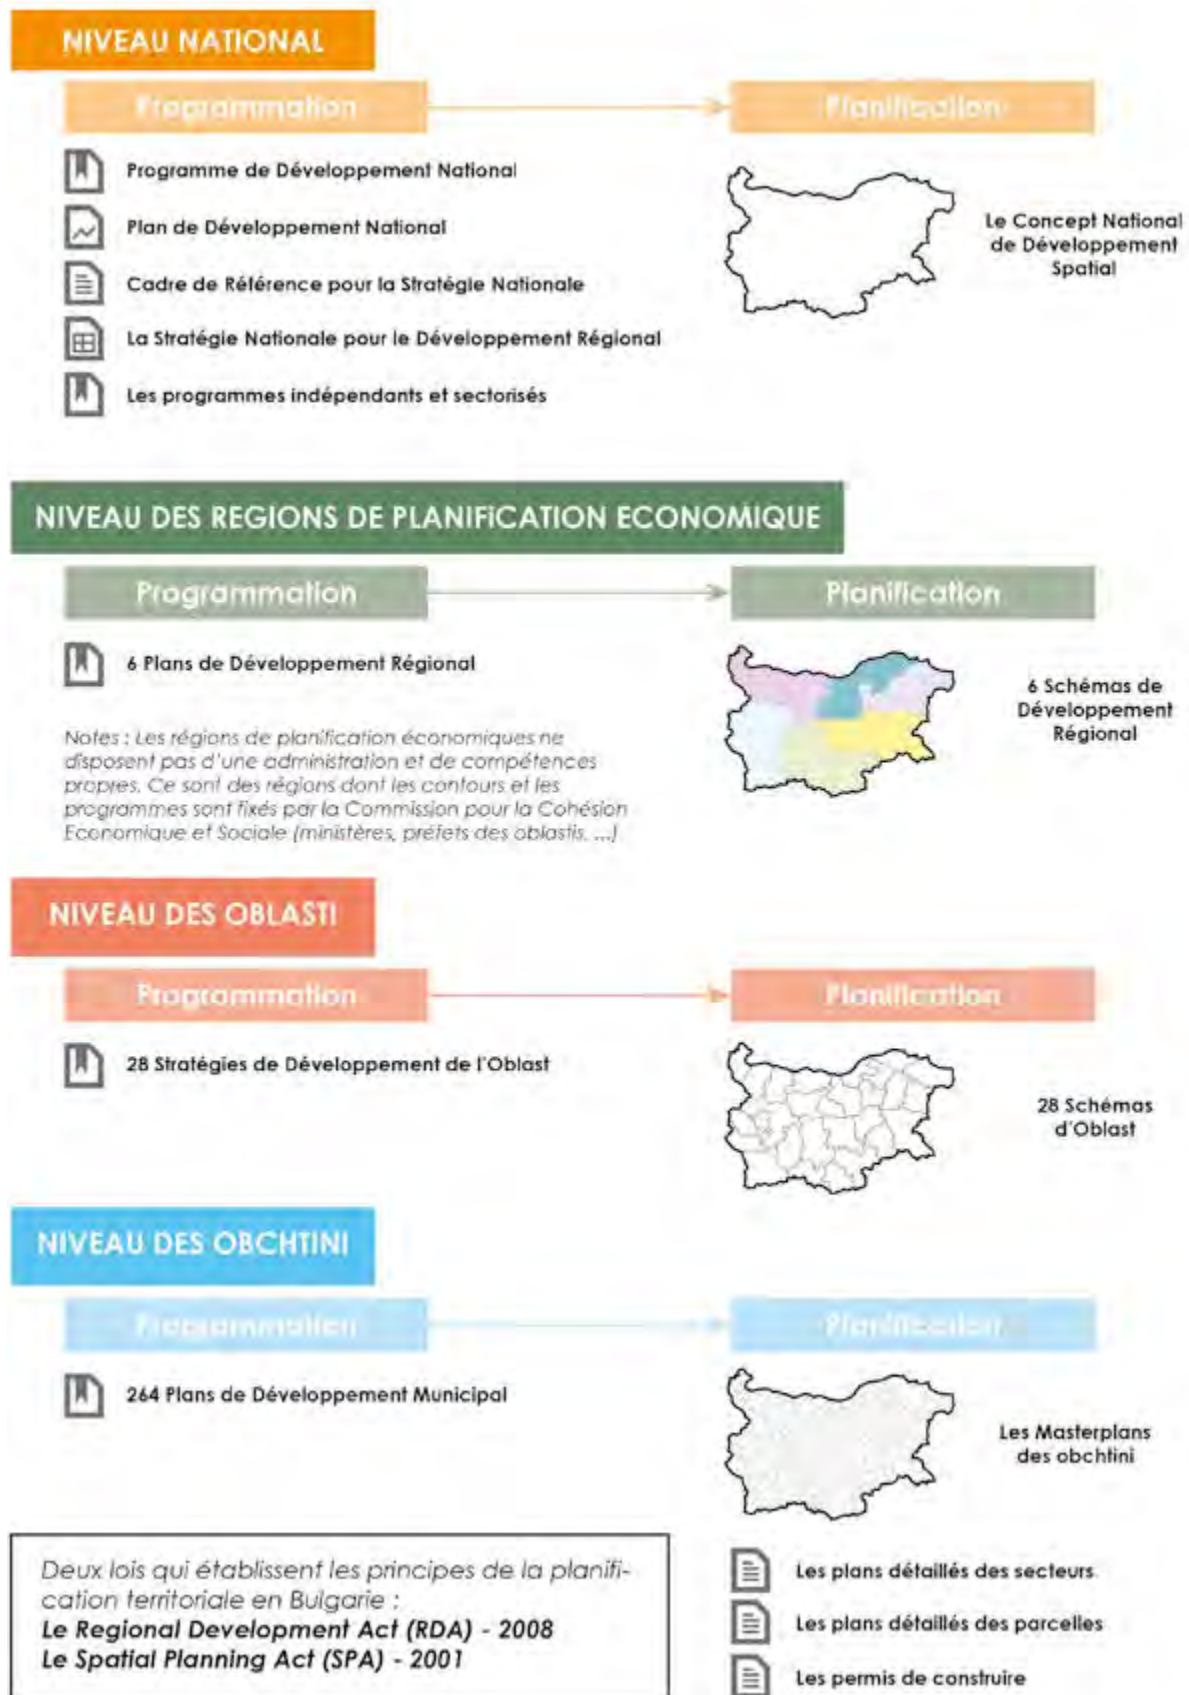 NIVEAU NATIONAL
Programmation
Planification
Programme de Développement National
Plan de Développement National
Cadre de Référence pour la Stratégie Nationale
La Stratégie Nationale pour le Développement Régional
Les programmes indépendants et sectorisés
Le Concept National
de Développement
Spatial
NIVEAU DES REGIONS DE PLANIFiCATION ECONOMIQUE
Programmation
Planification
6 Plans de Développement Régional
Notes : Les régions de planification économiques ne
disposent pas d'une administration et de compétences
propres. Ce sont des régions dont les contours et les
programmes sont fixés par la Commission pour la Cohésion
Economique et Sociale (ministères, préfets des oblastis, ...)
6 Schémas de
Développement
Régional
NIVEAU DES OBLASTI
Programmation
Planification
28 Stratégies de Développement de l'Oblast
28 Schémas
d'Oblast
NIVEAU DES OBCHTINI
Programmation
Planification
264 Plans de Développement Municipal
Les Masterplans
des obchtini
Deux lois qui établissent les principes de la planifi-
cation territoriale en Bulgarie :
Le Regional Development Act (RDA) - 2008
Le Spatial Planning Act (SPA) - 2001
Les plans détaillés des secteurs
Les plans détaillés des parcelles
Les permis de construire